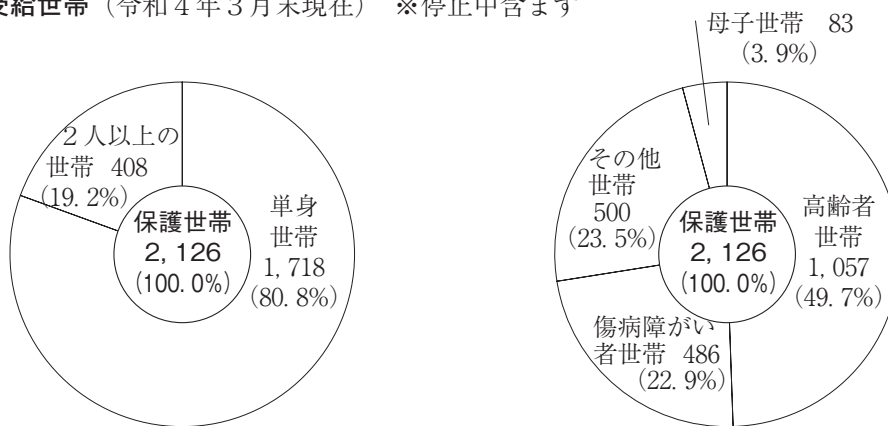 受給世帯（令和４年３月末現在）　※停止中含まず
２人以上の
世帯 408
(19. 2%)
保護世帯
2, 126
(100. 0%)
単身
世帯
1, 718
(80. 8%)
母子世帯　83
(3. 9%)
その他
世帯
500
(23. 5%)
保護世帯
2, 126
(100. 0%)
高齢者
世帯
1, 057
(49. 7%)
傷病障がい
者世帯 486
(22. 9%)